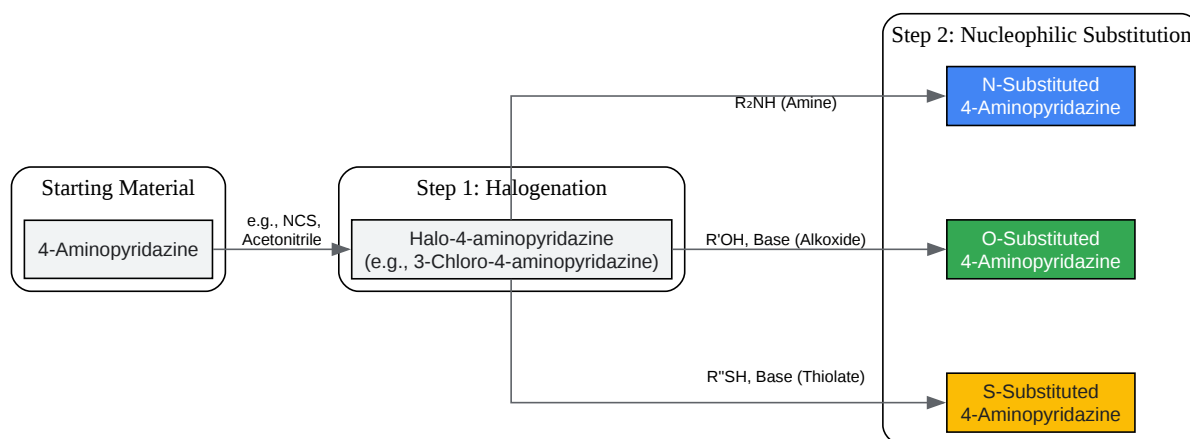 Step 2: Nucleophilic Substitution
N-Substituted
4-Aminopyridazine
R₂NH (Amine)
Starting Material
Step 1: Halogenation
e.g., NCS,
Acetonitrile
4-Aminopyridazine
Halo-4-aminopyridazine
(e.g., 3-Chloro-4-aminopyridazine)
R'OH, Base (Alkoxide)
O-Substituted
4-Aminopyridazine
R"SH, Base (Thiolate)
S-Substituted
4-Aminopyridazine